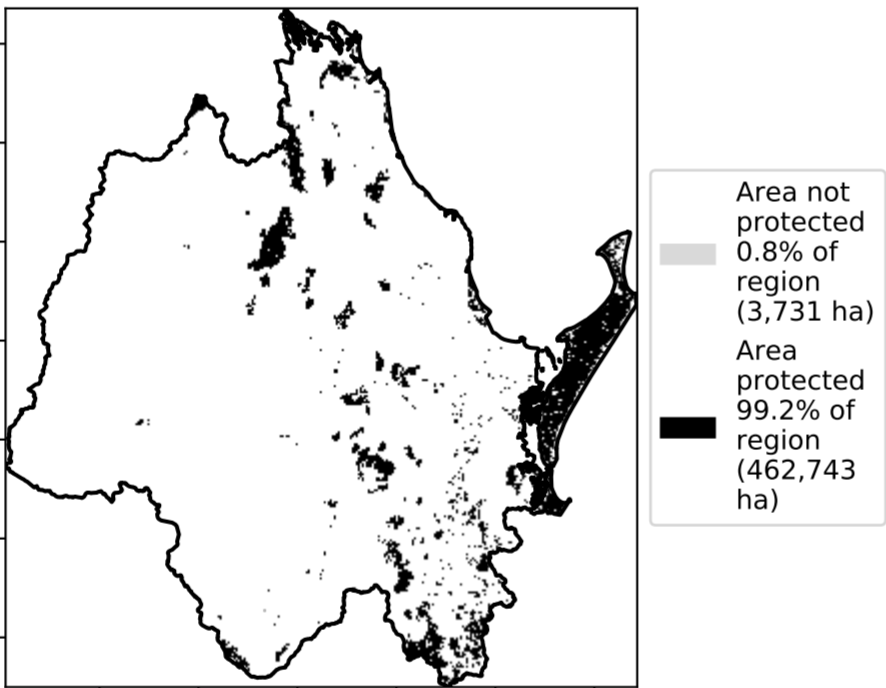 Area not
protected
0.8% of
region
(3,731 ha)
Area
protected
99.2% of
region
(462,743
ha)